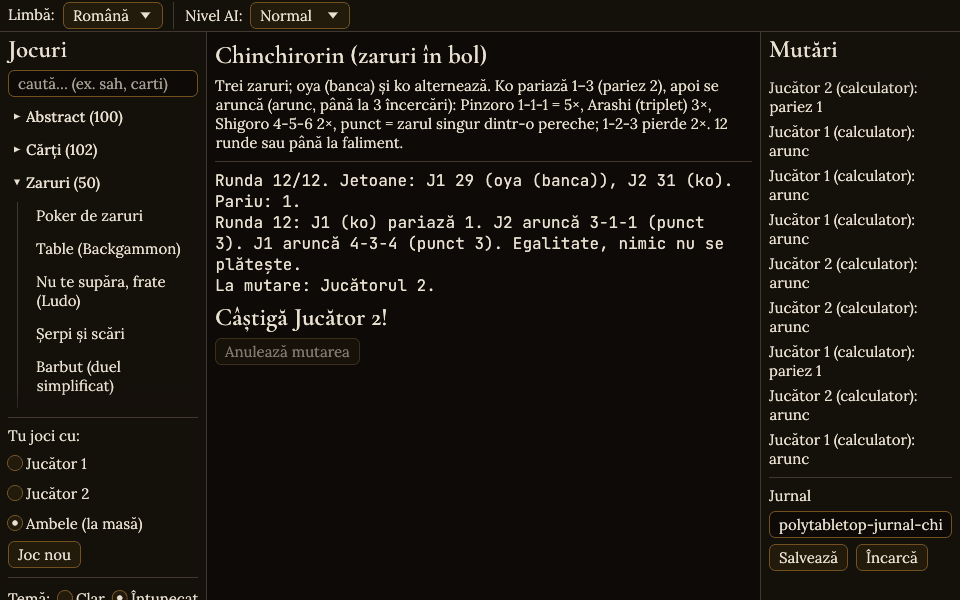 Limbă:
Română
Nivel AI:
Normal
Jocuri
caută... (ex. sah, carti)
Abstract (100)
Cărți (102)
Zaruri (50)
Poker de zaruri
Table (Backgammon)
Nu te supăra, frate
(Ludo)
Șerpi și scări
Barbut (duel
simplificat)
Tu joci cu:
Jucător 1
Jucător 2
Ambele (la masă)
Joc nou
Temă:
Clar
Întunecat
Chinchirorin (zaruri în bol)
Trei zaruri; oya (banca) și ko alternează. Ko pariază 1–3 (pariez 2), apoi se
aruncă (arunc, până la 3 încercări): Pinzoro 1-1-1 = 5×, Arashi (triplet) 3×,
Shigoro 4-5-6 2×, punct = zarul singur dintr-o pereche; 1-2-3 pierde 2×. 12
runde sau până la faliment.
Runda 12/12. Jetoane: J1 29 (oya (banca)), J2 31 (ko).
Pariu: 1.
Runda 12: J1 (ko) pariază 1. J2 aruncă 3-1-1 (punct
3). J1 aruncă 4-3-4 (punct 3). Egalitate, nimic nu se
plătește.
La mutare: Jucătorul 2.
Câștigă Jucător 2!
Anulează mutarea
Mutări
Jucător 2 (calculator):
pariez 1
Jucător 1 (calculator):
arunc
Jucător 1 (calculator):
arunc
Jucător 1 (calculator):
arunc
Jucător 2 (calculator):
arunc
Jucător 2 (calculator):
arunc
Jucător 1 (calculator):
pariez 1
Jucător 2 (calculator):
arunc
Jucător 1 (calculator):
arunc
Jurnal
polytabletop-jurnal-chi
Salvează
Încarcă